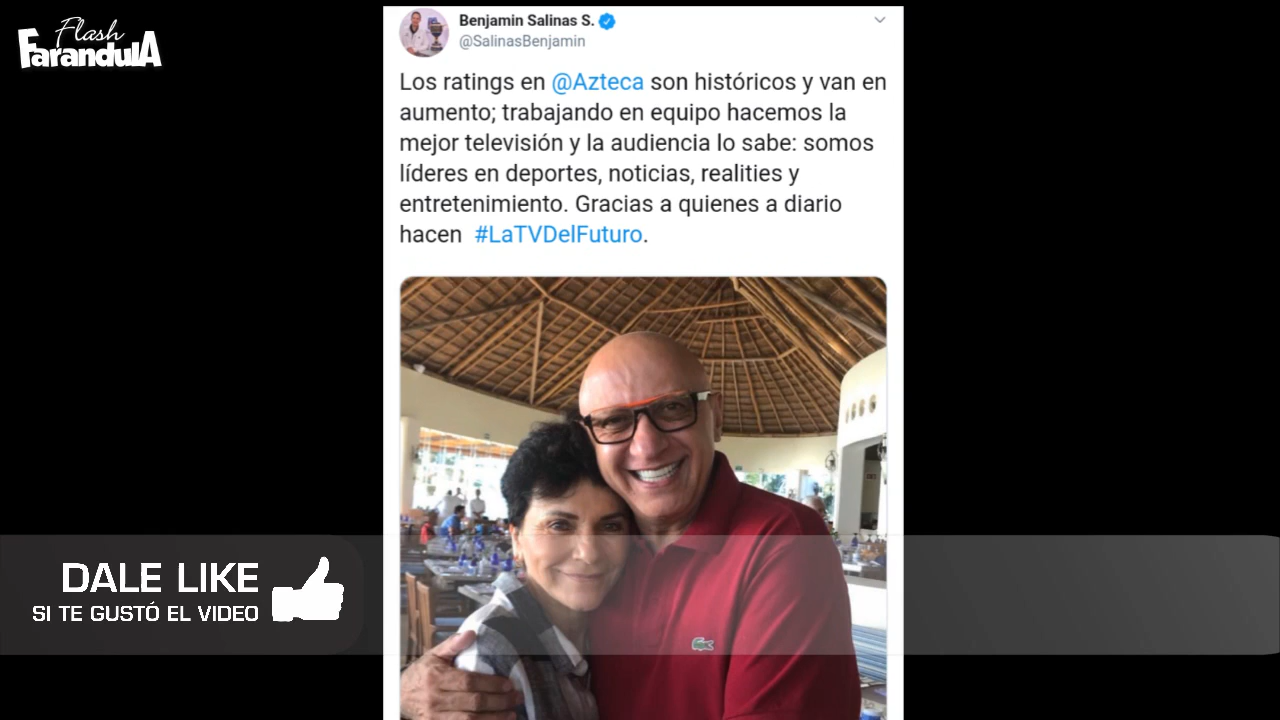 Flash
FarandulA
Benjamin Salinas S.
@SalinasBenjamin
Los ratings en @Azteca son históricos y van en
aumento; trabajando en equipo hacemos la
mejor televisión y la audiencia lo sabe: somos
líderes en deportes, noticias, realities y
entretenimiento. Gracias a quienes a diario
hacen #LaTVDelFuturo.
DALE LIKE
SI TE GUSTÓ EL VIDEO